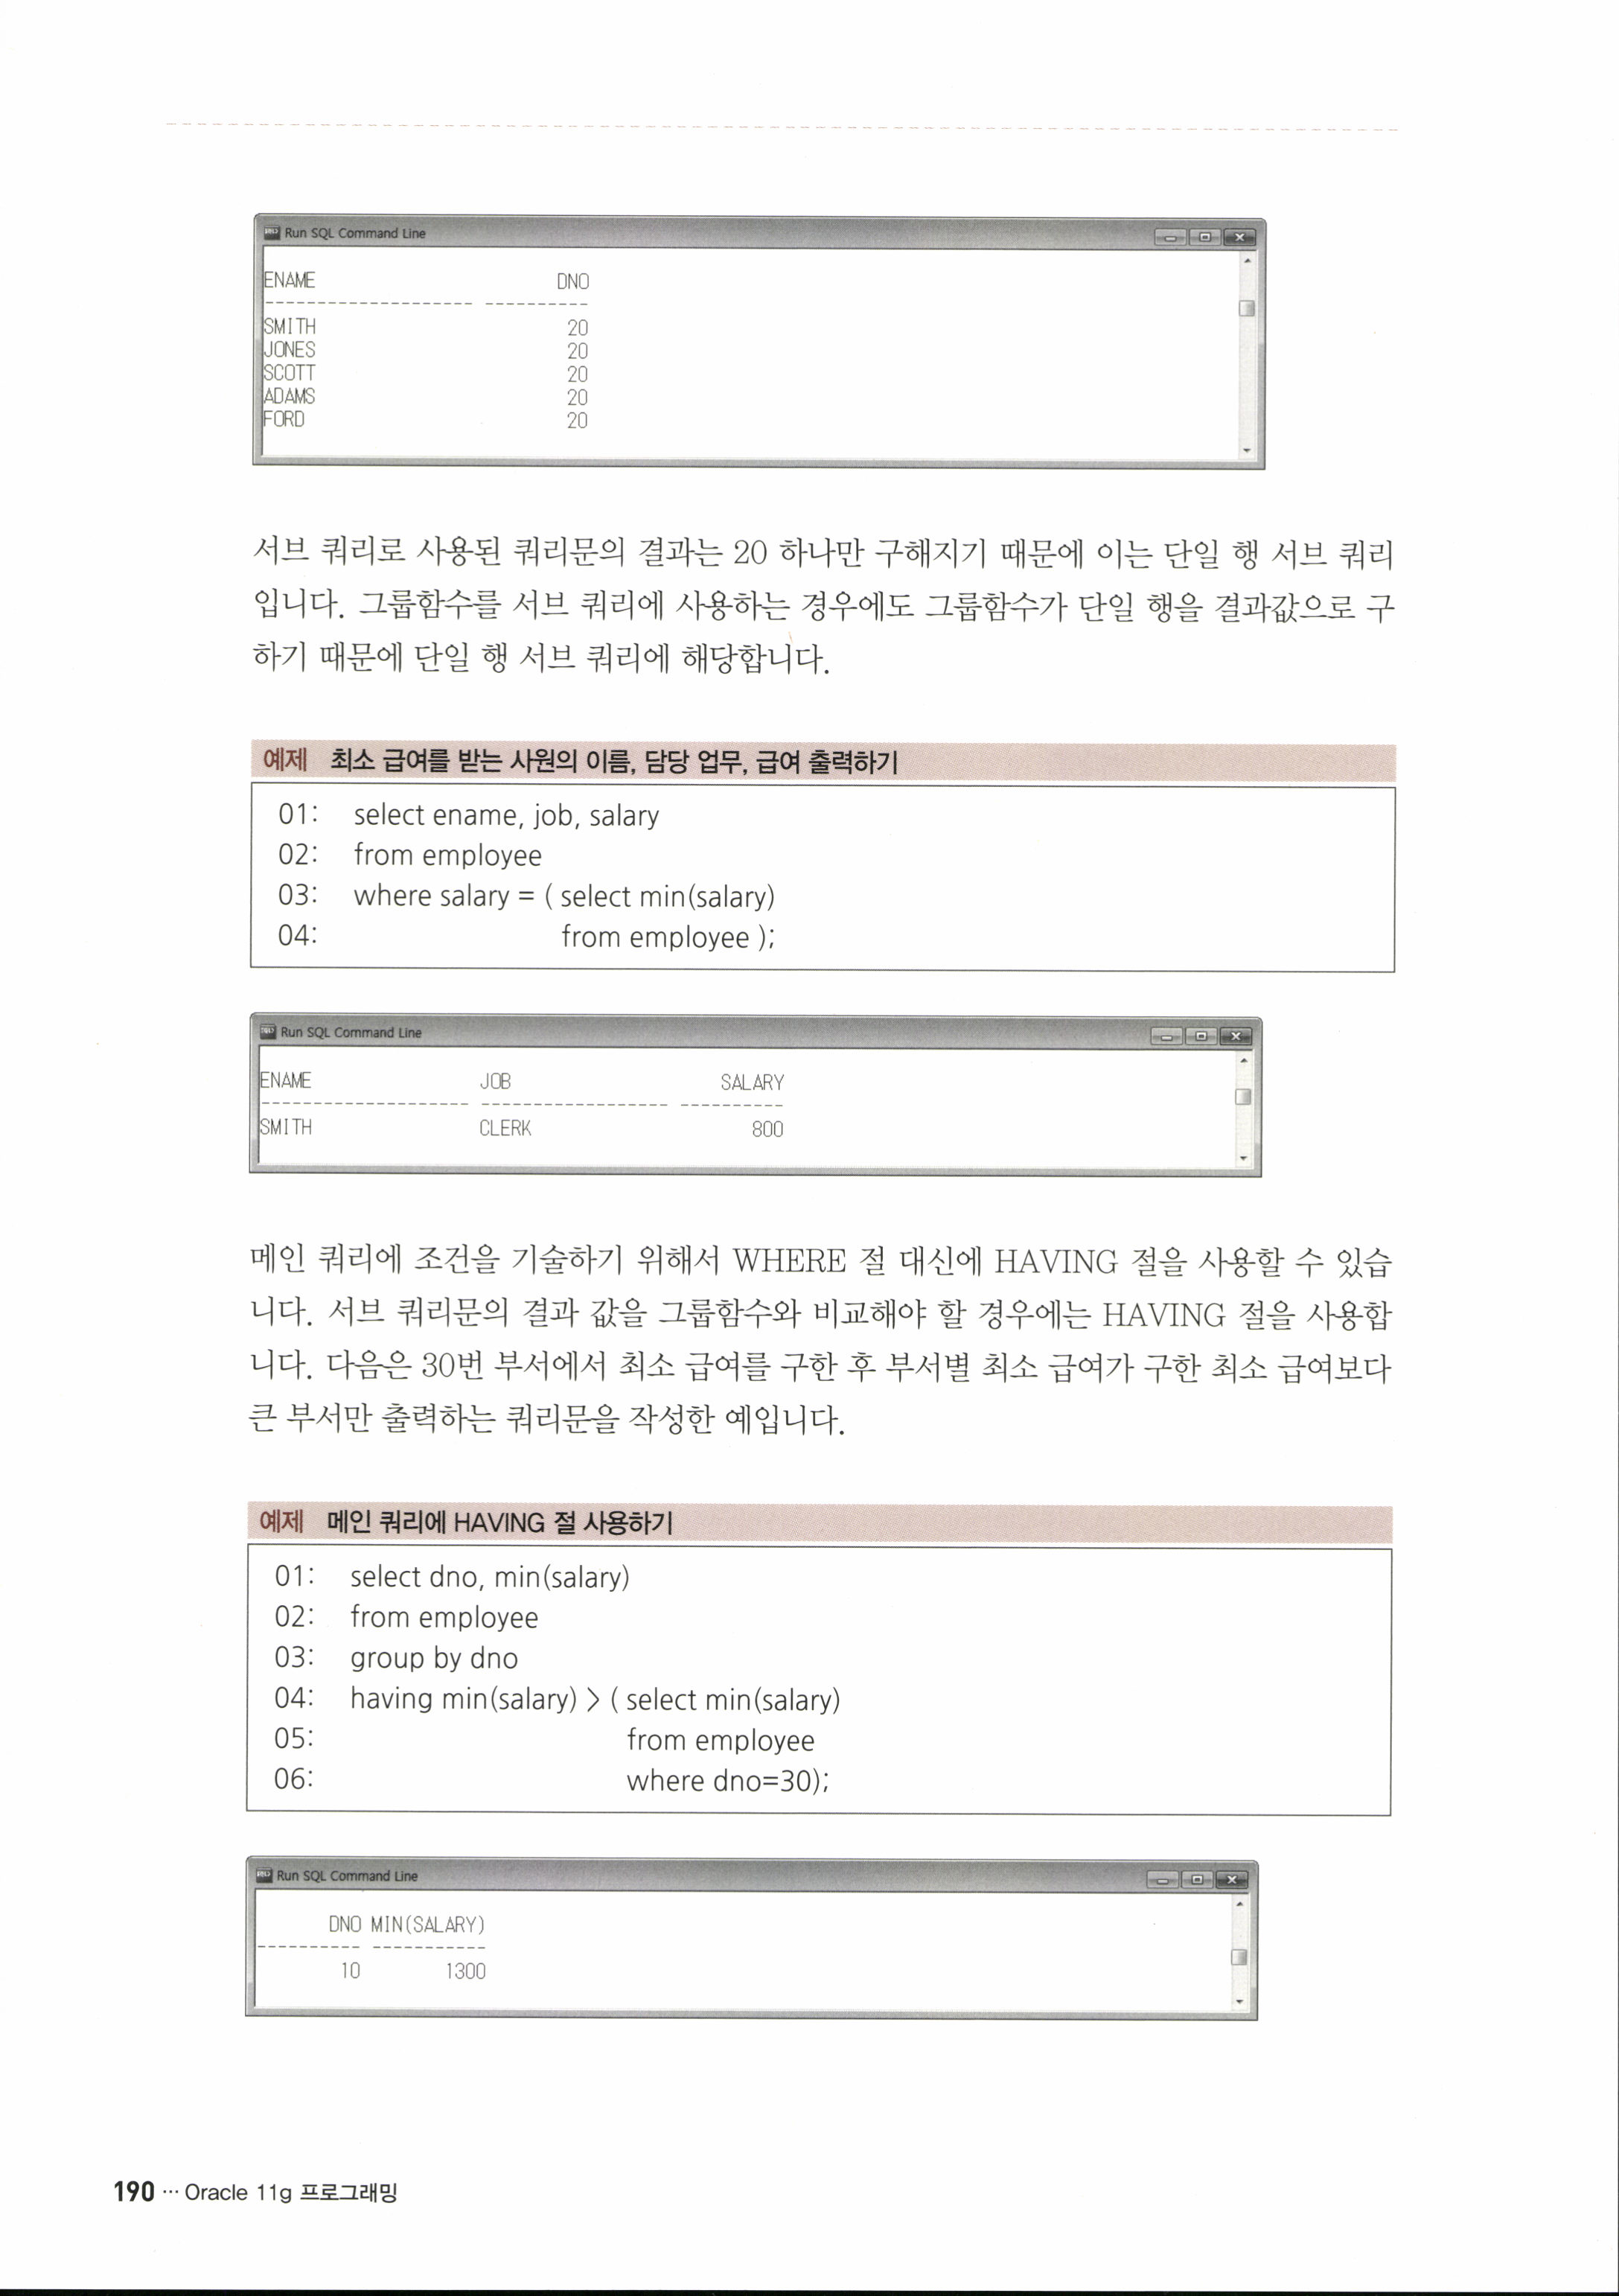 Run SQL Command Line
ENAME DNO
-------------------- ----------
SMITH 20
JONES 20
SCOTT 20
ADAMS 20
FORD 20
서브 쿼리로 사용된 쿼리문의 결과는 20 하나만 구해지기 때문에 이는 단일 행 서브 쿼리
입니다. 그룹함수를 서브 쿼리에 사용하는 경우에도 그룹함수가 단일 행을 결과값으로 구
하기 때문에 단일 행 서브 쿼리에 해당합니다.
예제 최소 급여를 받는 사원의 이름, 담당 업무, 급여 출력하기
01: select ename, job, salary
02: from employee
03: where salary = ( select min(salary)
04: from employee );
Run SQL Command Line
ENAME JOB SALARY
-------------------- ------------------ ----------
SMITH CLERK 800
메인 쿼리에 조건을 기술하기 위해서 WHERE 절 대신에 HAVING 절을 사용할 수 있습
니다. 서브 쿼리문의 결과 값을 그룹함수와 비교해야 할 경우에는 HAVING 절을 사용합
니다. 다음은 30번 부서에서 최소 급여를 구한 후 부서별 최소 급여가 구한 최소 급여보다
큰 부서만 출력하는 쿼리문을 작성한 예입니다.
예제 메인 쿼리에 HAVING 절 사용하기
01: select dno, min(salary)
02: from employee
03: group by dno
04: having min(salary) > ( select min(salary)
05: from employee
06: where dno=30);
Run SQL Command Line
DNO MIN(SALARY)
---------- -----------
10 1300
190 ··· Oracle 11g 프로그래밍